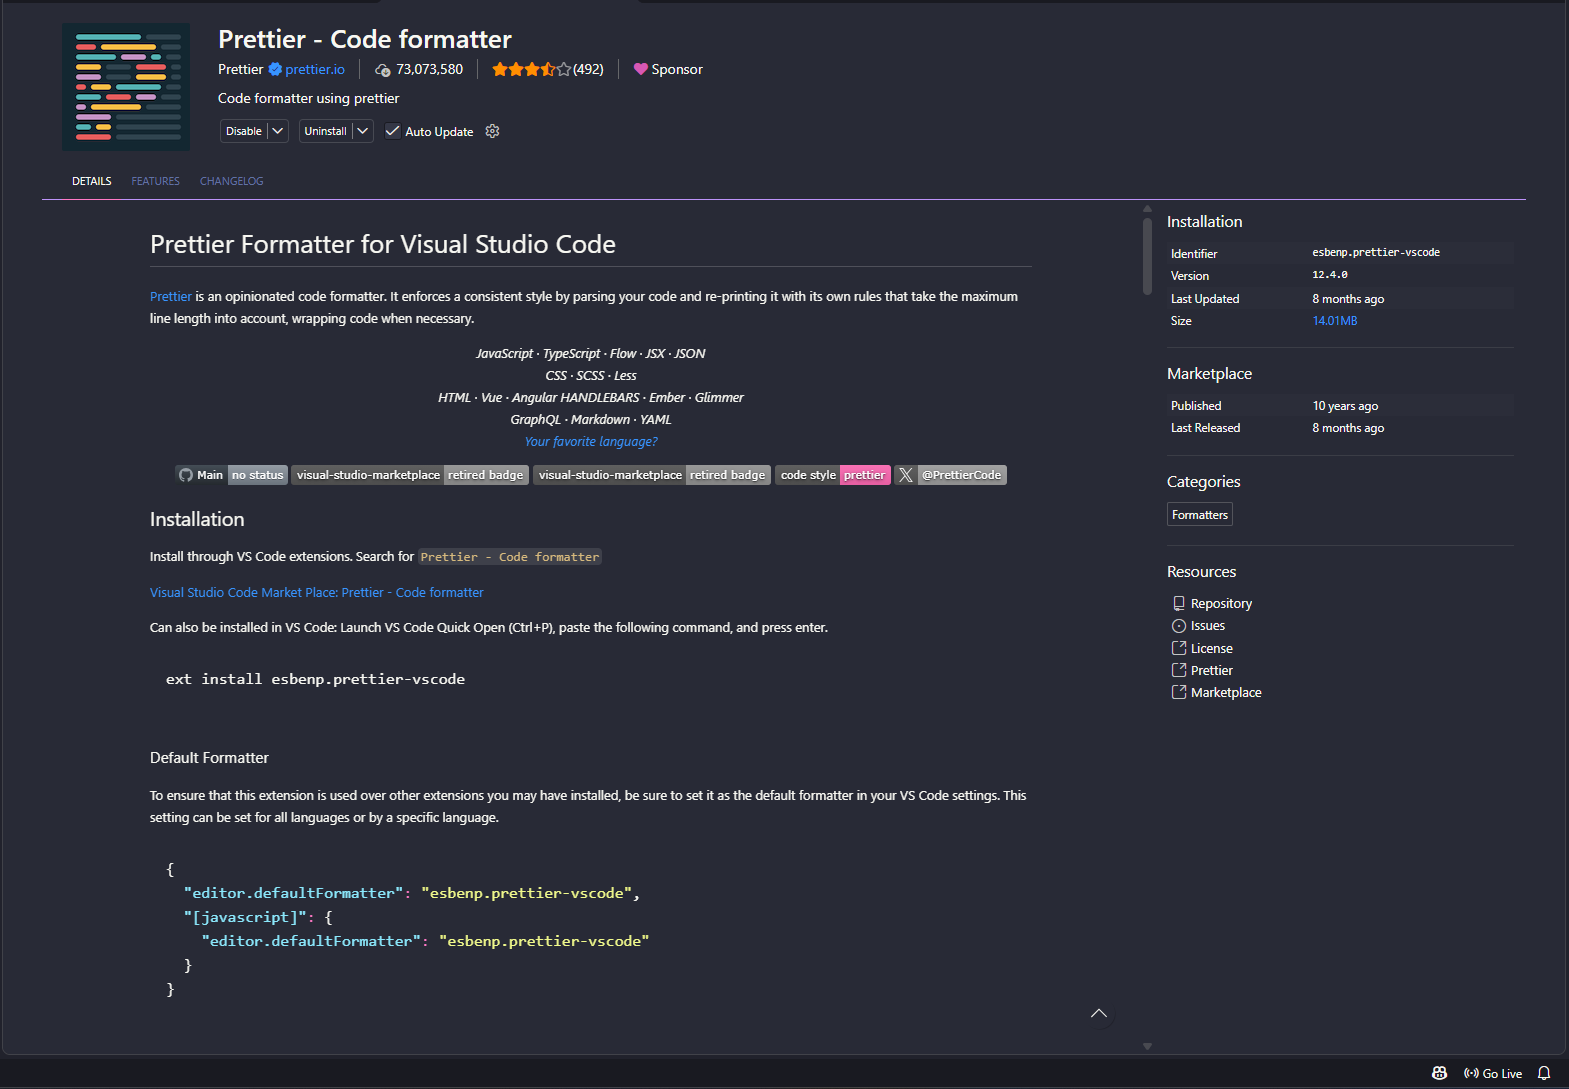 Prettier - Code formatter
Prettier prettier.io 73,073,580 (492) Sponsor
Code formatter using prettier
Disable Uninstall Auto Update
DETAILS FEATURES CHANGELOG
Prettier Formatter for Visual Studio Code
Prettier is an opinionated code formatter. It enforces a consistent style by parsing your code and re-printing it with its own rules that take the maximum
line length into account, wrapping code when necessary.
JavaScript · TypeScript · Flow · JSX · JSON
CSS · SCSS · Less
HTML · Vue · Angular HANDLEBARS · Ember · Glimmer
GraphQL · Markdown · YAML
Your favorite language?
Main no status visual-studio-marketplace retired badge visual-studio-marketplace retired badge code style prettier @PrettierCode
Installation
Install through VS Code extensions. Search for Prettier - Code formatter
Visual Studio Code Market Place: Prettier - Code formatter
Can also be installed in VS Code: Launch VS Code Quick Open (Ctrl+P), paste the following command, and press enter.
ext install esbenp.prettier-vscode
Default Formatter
To ensure that this extension is used over other extensions you may have installed, be sure to set it as the default formatter in your VS Code settings. This
setting can be set for all languages or by a specific language.
{
"editor.defaultFormatter": "esbenp.prettier-vscode",
"[javascript]": {
"editor.defaultFormatter": "esbenp.prettier-vscode"
}
}
Installation
Identifier esbenp.prettier-vscode
Version 12.4.0
Last Updated 8 months ago
Size 14.01MB
Marketplace
Published 10 years ago
Last Released 8 months ago
Categories
Formatters
Resources
Repository
Issues
License
Prettier
Marketplace
Go Live